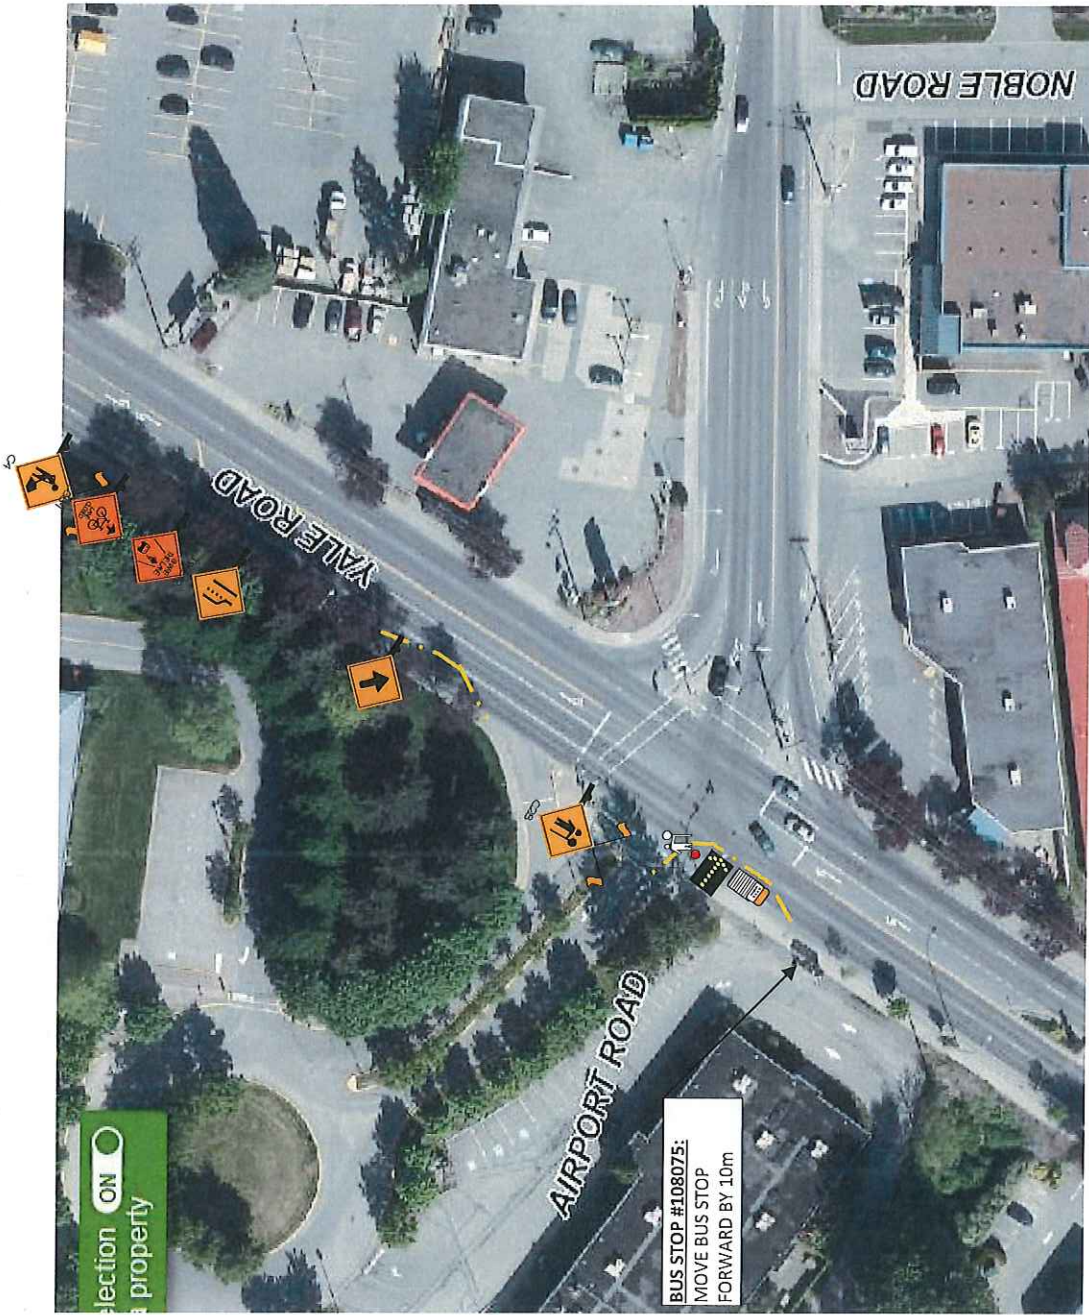 NOBLE ROAD
YALE ROAD
AIRPORT ROAD
BUS STOP #108075:
MOVE BUS STOP
FORWARD BY 10m
election ON
a property